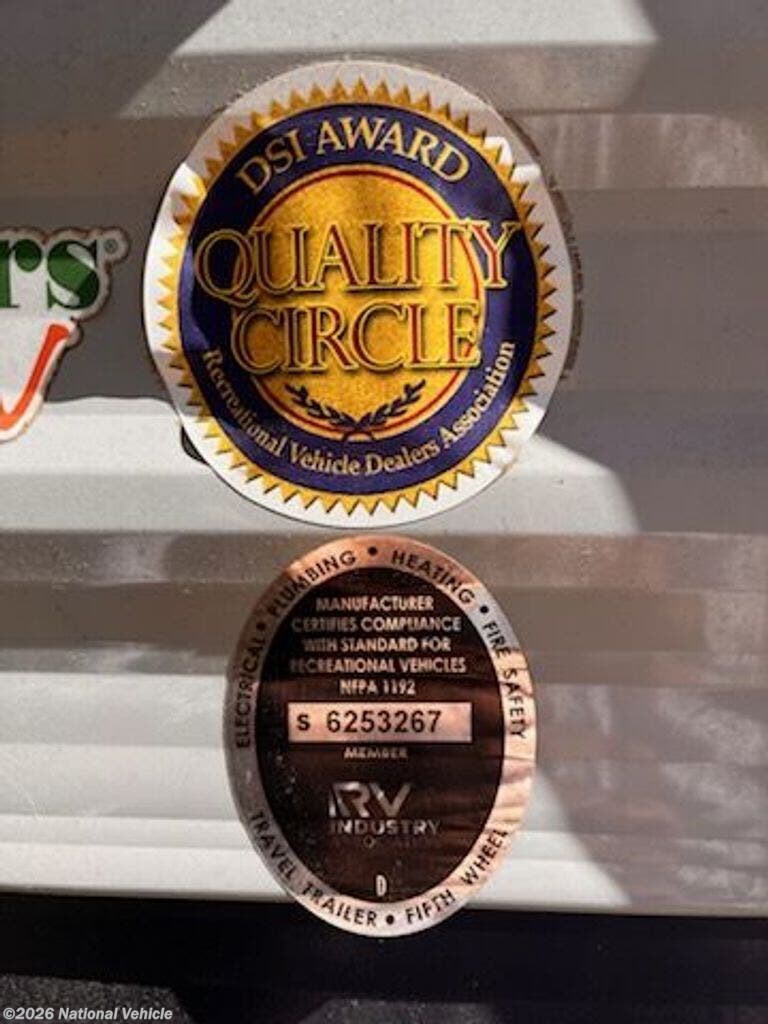 DSI AWARD
QUALITY
CIRCLE
Recreational Vehicle Dealers Association
rs®
ELECTRICAL • PLUMBING • HEATING • FIRE SAFETY
MANUFACTURER
CERTIFIES COMPLIANCE
WITH STANDARD FOR
RECREATIONAL VEHICLES
NFPA 1192
S 6253267
MEMBER
RV
INDUSTRY
D
TRAVEL TRAILER • FIFTH WHEEL
©2026 National Vehicle